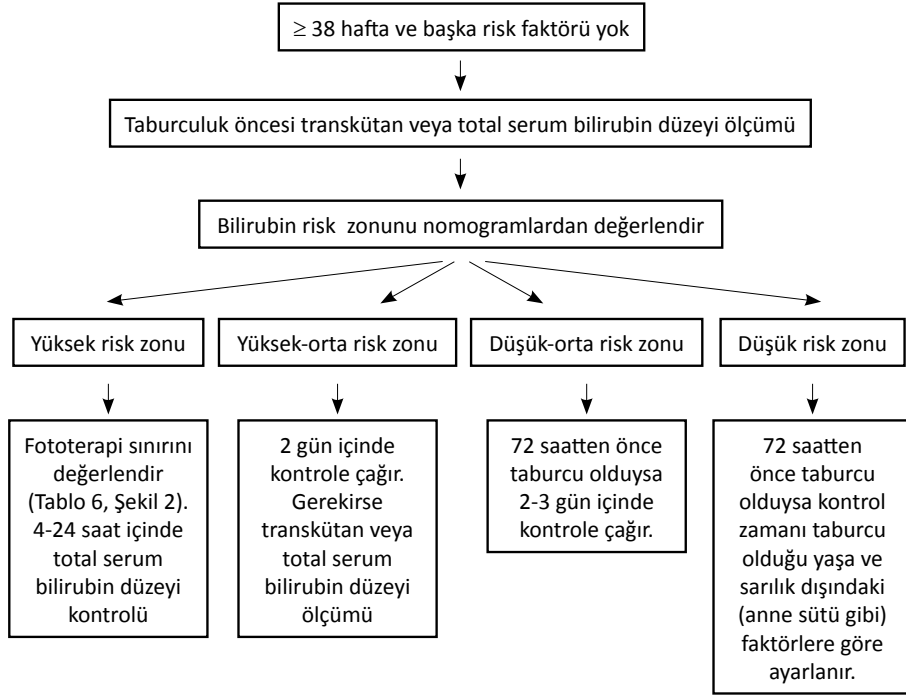 ≥ 38 hafta ve başka risk faktörü yok
Taburculuk öncesi transkütan veya total serum bilirubin düzeyi ölçümü
Bilirubin risk zonunu nomogramlardan değerlendir
Yüksek risk zonu
Yüksek-orta risk zonu
Düşük-orta risk zonu
Düşük risk zonu
Fototerapi sınırını
değerlendir
(Tablo 6, Şekil 2).
4-24 saat içinde
total serum
bilirubin düzeyi
kontrolü
2 gün içinde
kontrole çağır.
Gerekirse
transkütan veya
total serum
bilirubin düzeyi
ölçümü
72 saatten önce
taburcu olduysa
2-3 gün içinde
kontrole çağır.
72 saatten
önce taburcu
olduysa kontrol
zamanı taburcu
olduğu yaşa ve
sarılık dışındaki
(anne sütü gibi)
faktörlere göre
ayarlanır.